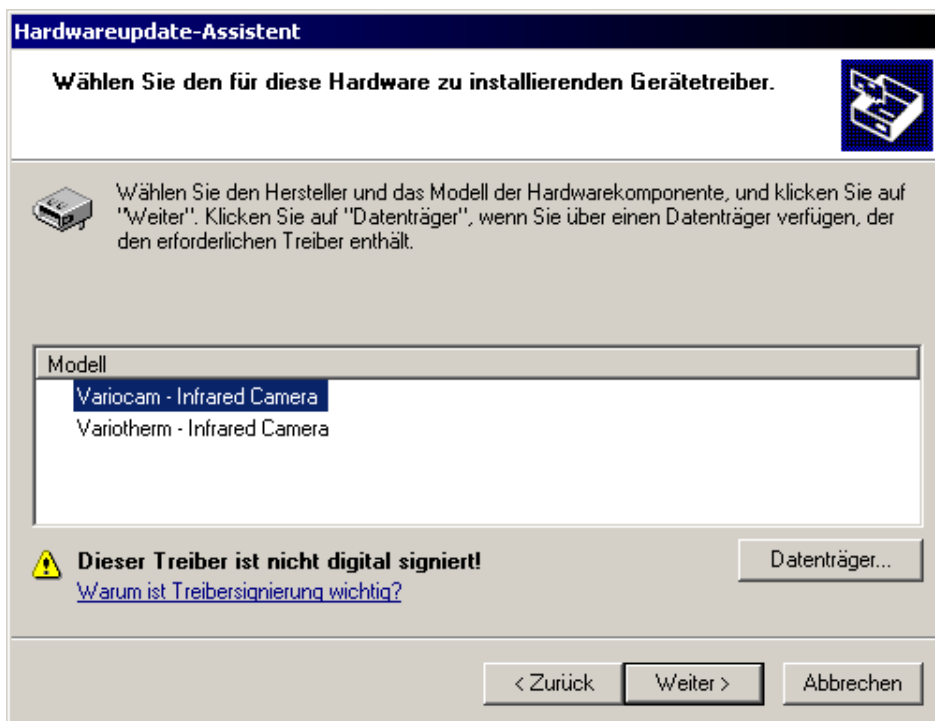 Hardwareupdate-Assistent
Wählen Sie den für diese Hardware zu installierenden Gerätetreiber.
Wählen Sie den Hersteller und das Modell der Hardwarekomponente, und klicken Sie auf
"Weiter". Klicken Sie auf "Datenträger", wenn Sie über einen Datenträger verfügen, der
den erforderlichen Treiber enthält.
Modell
Variocam - Infrared Camera
Variotherm - Infrared Camera
Dieser Treiber ist nicht digital signiert!
Warum ist Treibersignierung wichtig?
Datenträger...
< Zurück
Weiter >
Abbrechen